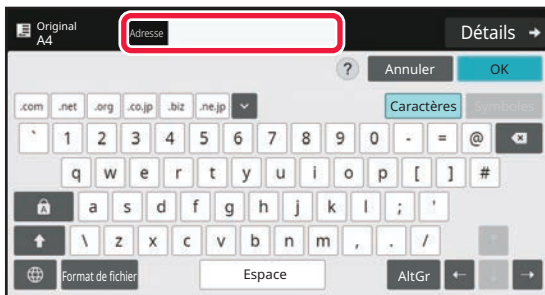 Original
A4
Adresse
Détails
?
Annuler
OK
.com .net .org .co.jp .biz .ne.jp
Caractères
Symboles
` 1 2 3 4 5 6 7 8 9 0 - = @
q w e r t y u i o p [ ] #
A a s d f g h j k l ; '
\ z x c v b n m , . /
Format de fichier
Espace
AltGr